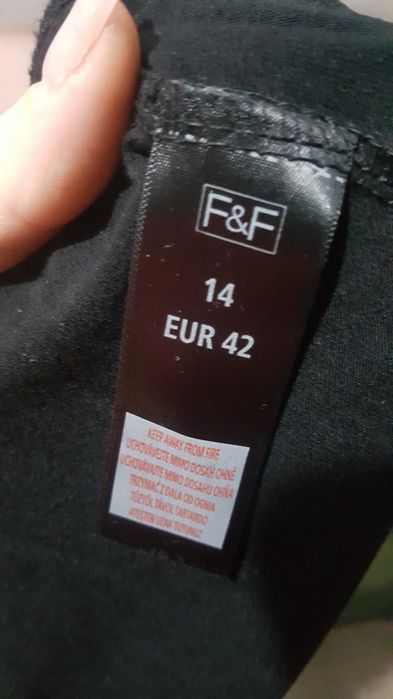 F&F
14
EUR 42
KEEP AWAY FROM FIRE
UCHOVÁVEJTE MIMO DOSAH OHNĚ
UCHOVÁVAJTE MIMO DOSAHU OHŇA
TRZYMAĆ Z DALA OD OGNIA
TŰZTŐL TÁVOL TARTANDÓ
ATEŞTEN UZAK TUTUNUZ